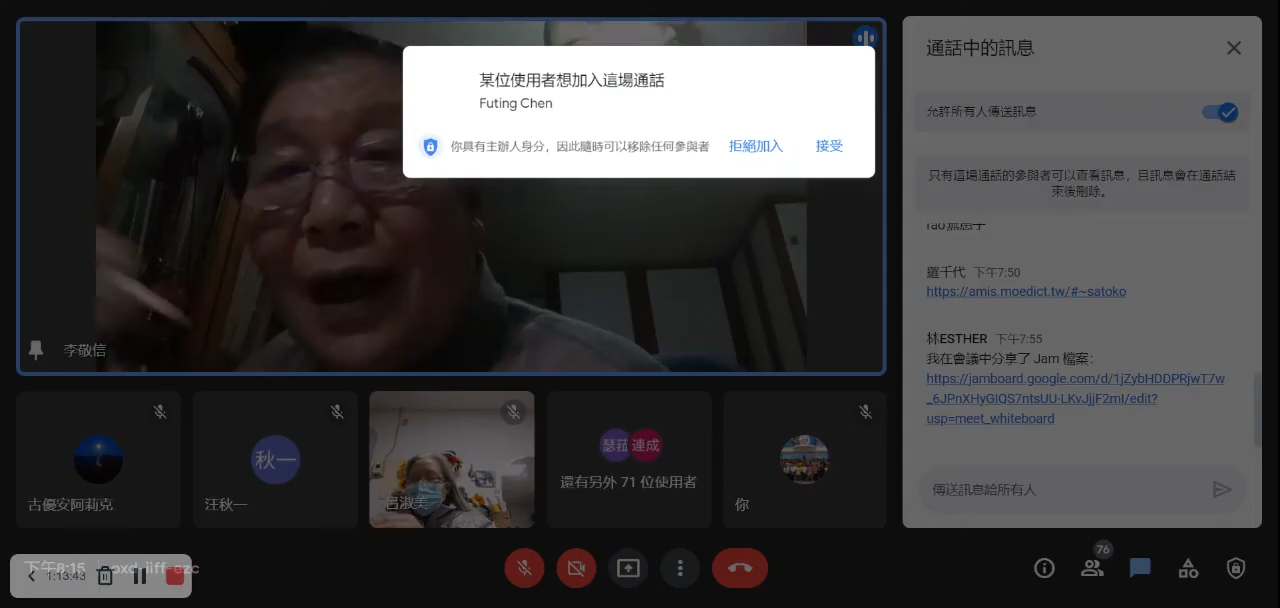 某位使用者想加入這場通話
Futing Chen
你具有主辦人身分，因此隨時可以移除任何參與者
拒絕加入
接受
李敬信
古優安阿莉克
秋一
汪秋一
呂淑美
瑟菈
連成
還有另外 71 位使用者
你
下午8:15
1:13:43
76
通話中的訊息
允許所有人傳送訊息
只有這場通話的參與者可以查看訊息，且訊息會在通話結
束後刪除。
羅千代 下午7:50
https://amis.moedict.tw/#~satoko
林ESTHER 下午7:55
我在會議中分享了 Jam 檔案：
https://jamboard.google.com/d/1jZybHDDPRjwT7w
_6JPnXHyGIQS7ntsUU-LKvJjjF2mI/edit?
usp=meet_whiteboard
傳送訊息給所有人